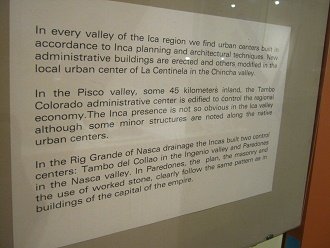 In every valley of the Ica region we find urban centers built in
accordance to Inca planning and architectural techniques. New
administrative buildings are erected and others modified in the
local urban center of La Centinela in the Chincha valley.
In the Pisco valley, some 45 kilometers inland, the Tambo
Colorado administrative center is edified to control the regional
economy.The Inca presence is not so obvious in the Ica valley
although some minor structures are noted along the native
urban centers.
In the Rig Grande of Nasca drainage the Incas built two control
centers: Tambo del Collao in the Ingenio valley and Paredones
in the Nasca valley. In Paredones, the plan, the masonry and
the use of worked stone, clearly follow the same pattern as in
buildings of the capital of the empire.